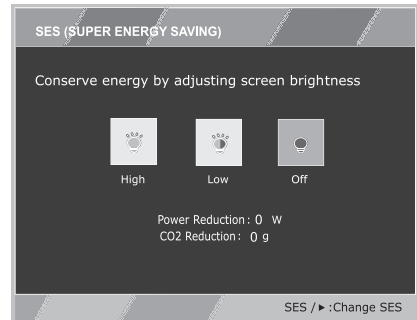 SES (SUPER ENERGY SAVING)
Conserve energy by adjusting screen brightness
High Low Off
Power Reduction: 0 W
CO2 Reduction: 0 g
SES / ► :Change SES